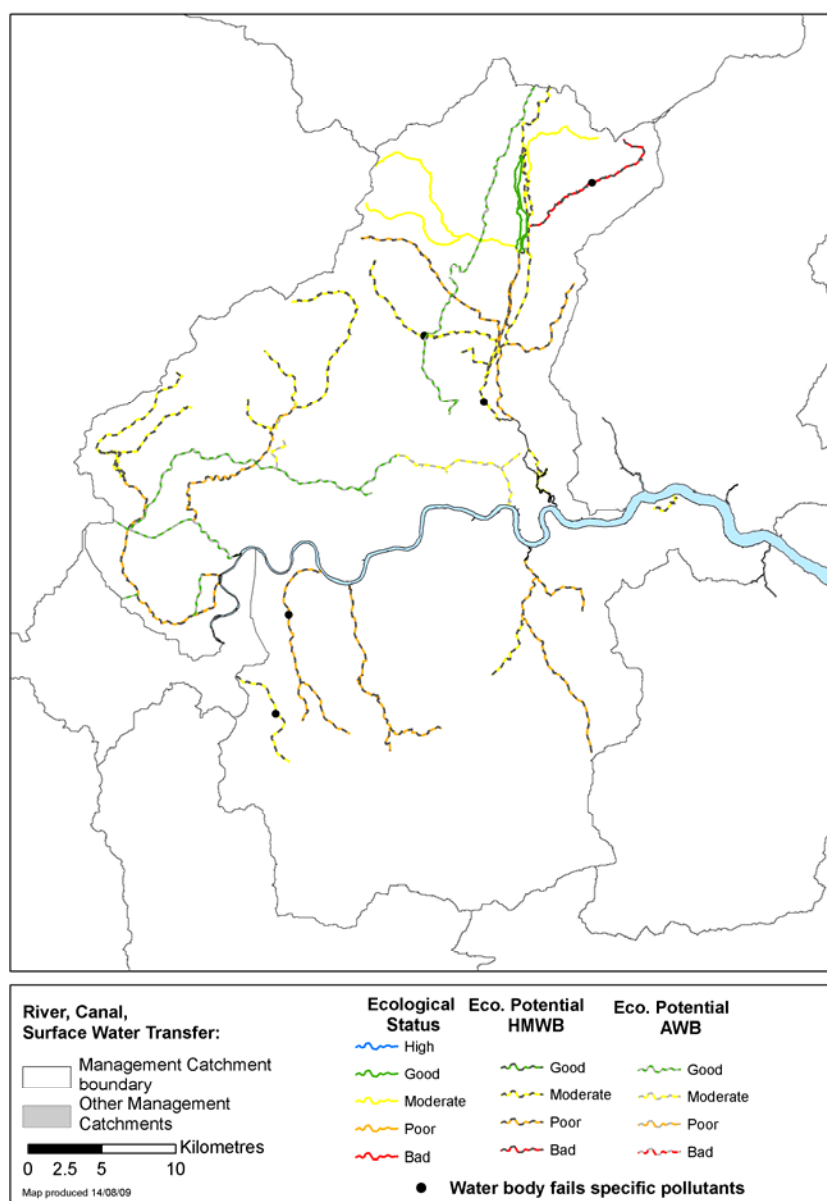 River, Canal,
Surface Water Transfer:
Management Catchment
boundary
Other Management
Catchments
Kilometres
0 2.5 5 10
Map produced 14/08/09
Ecological
Status
High
Good
Moderate
Poor
Bad
Eco. Potential
HMWB
Good
Moderate
Poor
Bad
Eco. Potential
AWB
Good
Moderate
Poor
Bad
Water body fails specific pollutants